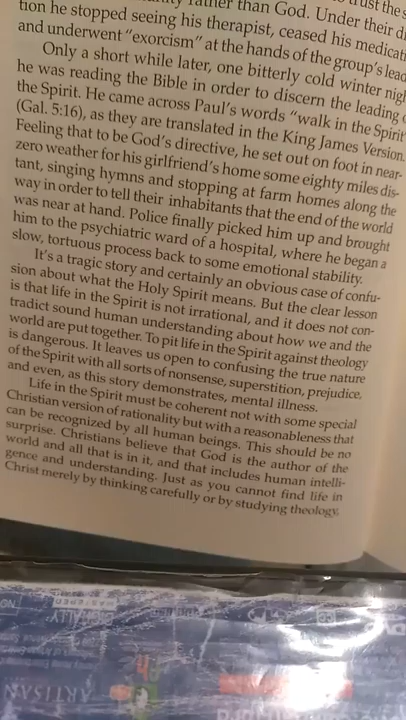 rather than God. Under their di
tion he stopped seeing his therapist, ceased his medicati
and underwent "exorcism" at the hands of the group's lead
Only a short while later, one bitterly cold winter nigh
he was reading the Bible in order to discern the leading o
the Spirit. He came across Paul's words "walk in the Spirit"
(Gal. 5:16), as they are translated in the King James Version.
Feeling that to be God's directive, he set out on foot in near-
zero weather for his girlfriend's home some eighty miles dis-
tant, singing hymns and stopping at farm homes along the
way in order to tell their inhabitants that the end of the world
was near at hand. Police finally picked him up and brought
him to the psychiatric ward of a hospital, where he began a
slow, tortuous process back to some emotional stability.
It's a tragic story and certainly an obvious case of confu-
sion about what the Holy Spirit means. But the clear lesson
is that life in the Spirit is not irrational, and it does not con-
tradict sound human understanding about how we and the
world are put together. To pit life in the Spirit against theology
is dangerous. It leaves us open to confusing the true nature
of the Spirit with all sorts of nonsense, superstition, prejudice,
and even, as this story demonstrates, mental illness.
Life in the Spirit must be coherent not with some special
Christian version of rationality but with a reasonableness that
can be recognized by all human beings. This should be no
surprise. Christians believe that God is the author of the
world and all that is in it, and that includes human intelli-
gence and understanding. Just as you cannot find life in
Christ merely by thinking carefully or by studying theology,
ARTISAN